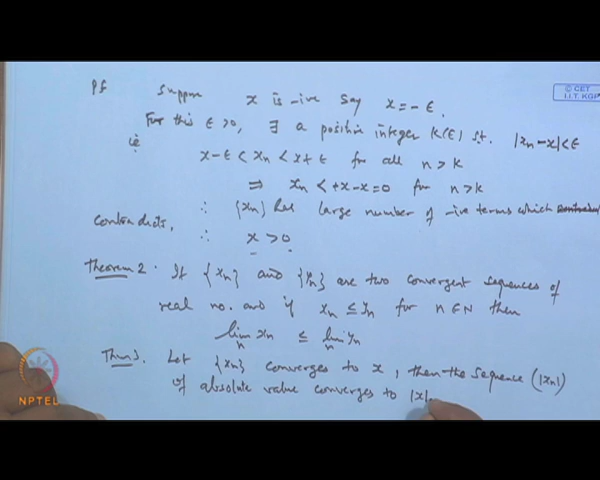 Pf Suppose x is -ive say x = - ε.
© CET
I.I.T. KGP
For this ε > 0, ∃ a positive integer K(ε) st. |xn - x| < ε
ie
x - ε < xn < x + ε for all n > K
⇒ xn < + x - x = 0 for n > K
∴ {xn} has large number of -ive terms which
Contradicts,
∴ x > 0
Theorem 2. If {xn} and {yn} are two convergent sequences of
real no. and if xn ≤ yn for n ∈ N then
lim xn ≤ lim yn
n n
Thm 3. Let {xn} converges to x, then the sequence (|xn|)
of absolute value converges to |x|.
NPTEL